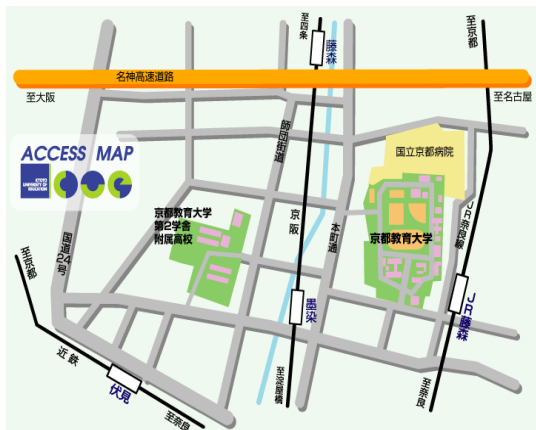 至四条
藤森
至京都
名神高速道路
至大阪
至名古屋
師団街道
国立京都病院
ACCESS MAP
KYOTO
UNIVERSITY OF
EDUCATION
京都教育大学
第2学舎
附属高校
京阪
本町通
京都教育大学
JR奈良線
国道24号
至京都
墨染
JR藤森
近鉄
伏見
至淀屋橋
至奈良
至奈良